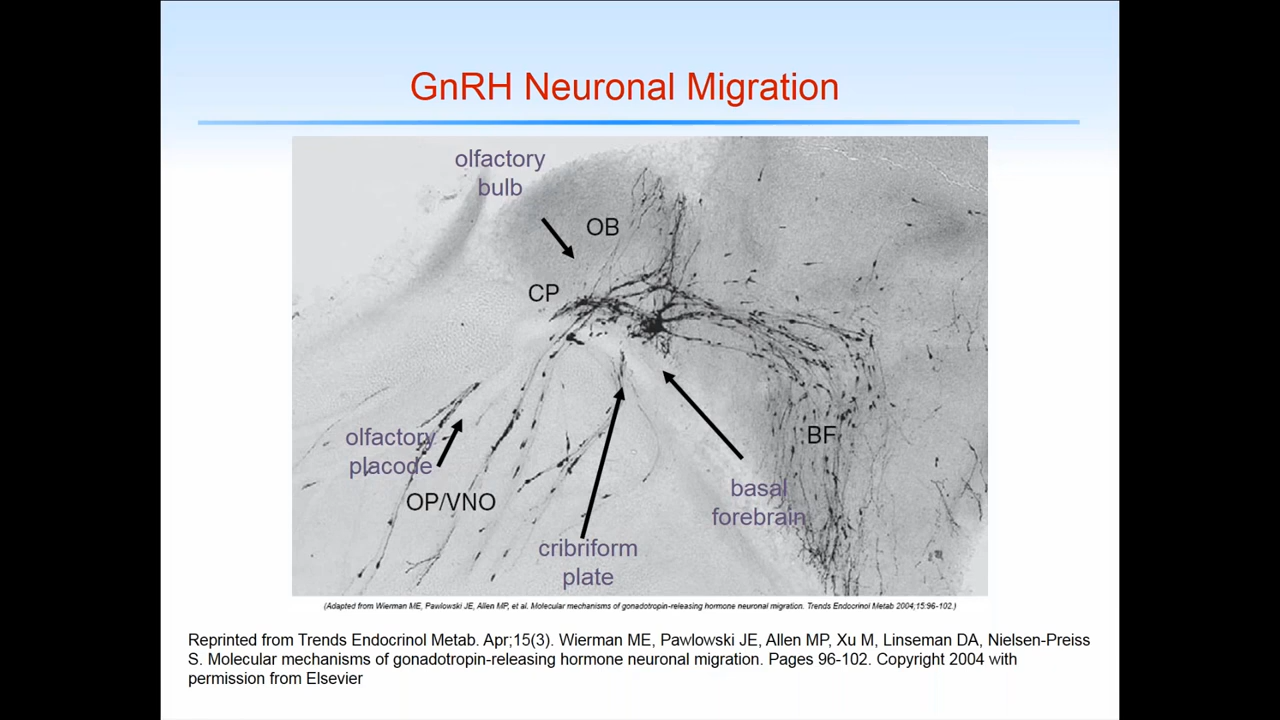 GnRH Neuronal Migration
olfactory
bulb
OB
CP
olfactory
placode
BF
OP/VNO
basal
forebrain
cribriform
plate
(Adapted from Wierman ME, Pawlowski JE, Allen MP, et al. Molecular mechanisms of gonadotropin-releasing hormone neuronal migration. Trends Endocrinol Metab 2004;15:96-102.)
Reprinted from Trends Endocrinol Metab. Apr;15(3). Wierman ME, Pawlowski JE, Allen MP, Xu M, Linseman DA, Nielsen-Preiss
S. Molecular mechanisms of gonadotropin-releasing hormone neuronal migration. Pages 96-102. Copyright 2004 with
permission from Elsevier